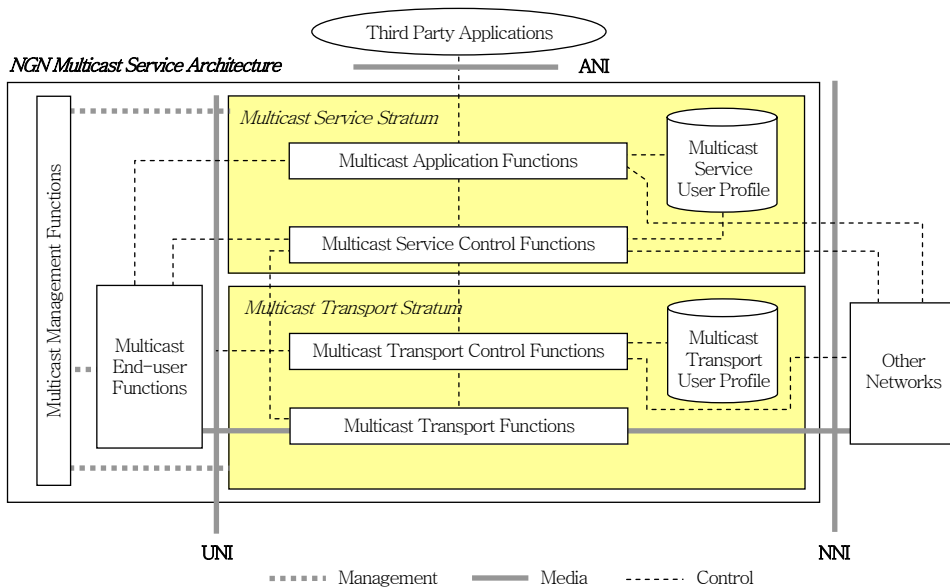 Third Party Applications
NGN Multicast Service Architecture
ANI
Multicast Management Functions
Multicast Service Stratum
Multicast Application Functions
Multicast
Service
User Profile
Multicast Service Control Functions
Multicast Transport Stratum
Multicast
End-user
Functions
Multicast Transport Control Functions
Multicast
Transport
User Profile
Other
Networks
Multicast Transport Functions
UNI
NNI
Management
Media
Control